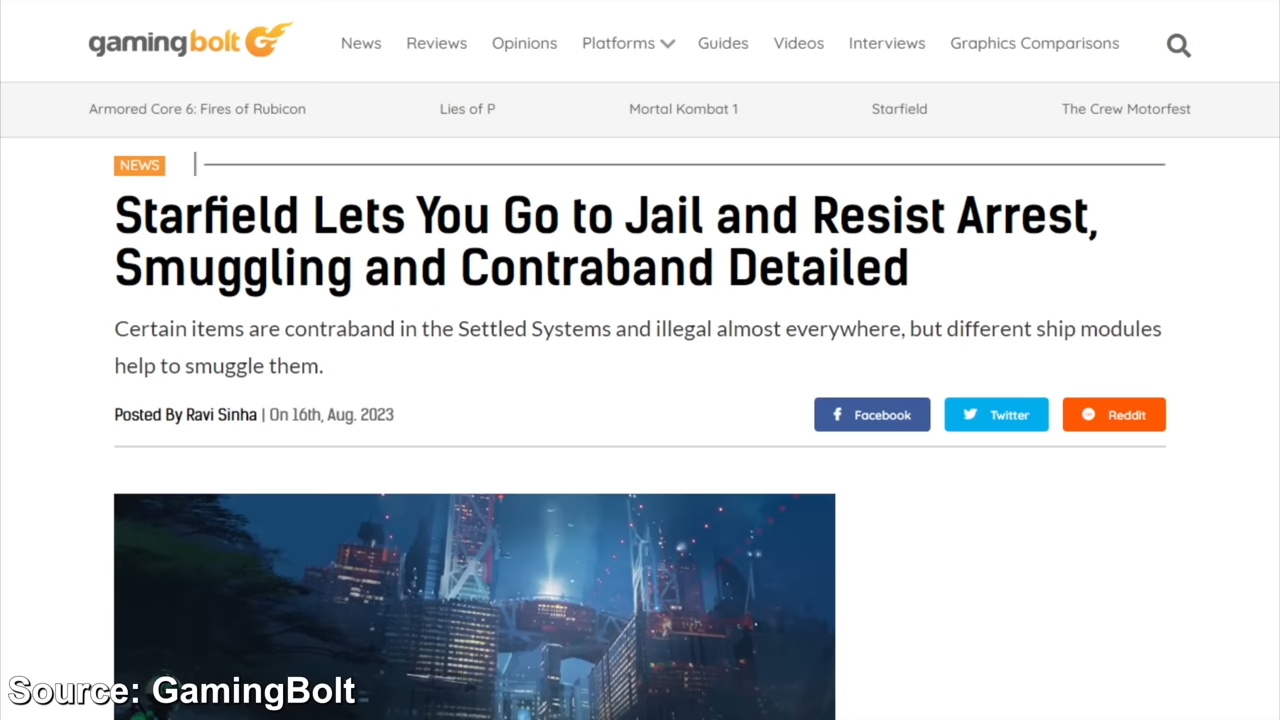 gamingbolt
News Reviews Opinions Platforms Guides Videos Interviews Graphics Comparisons
Armored Core 6: Fires of Rubicon Lies of P Mortal Kombat 1 Starfield The Crew Motorfest
NEWS
Starfield Lets You Go to Jail and Resist Arrest,
Smuggling and Contraband Detailed
Certain items are contraband in the Settled Systems and illegal almost everywhere, but different ship modules
help to smuggle them.
Posted By Ravi Sinha | On 16th, Aug. 2023
Facebook Twitter Reddit
Source: GamingBolt